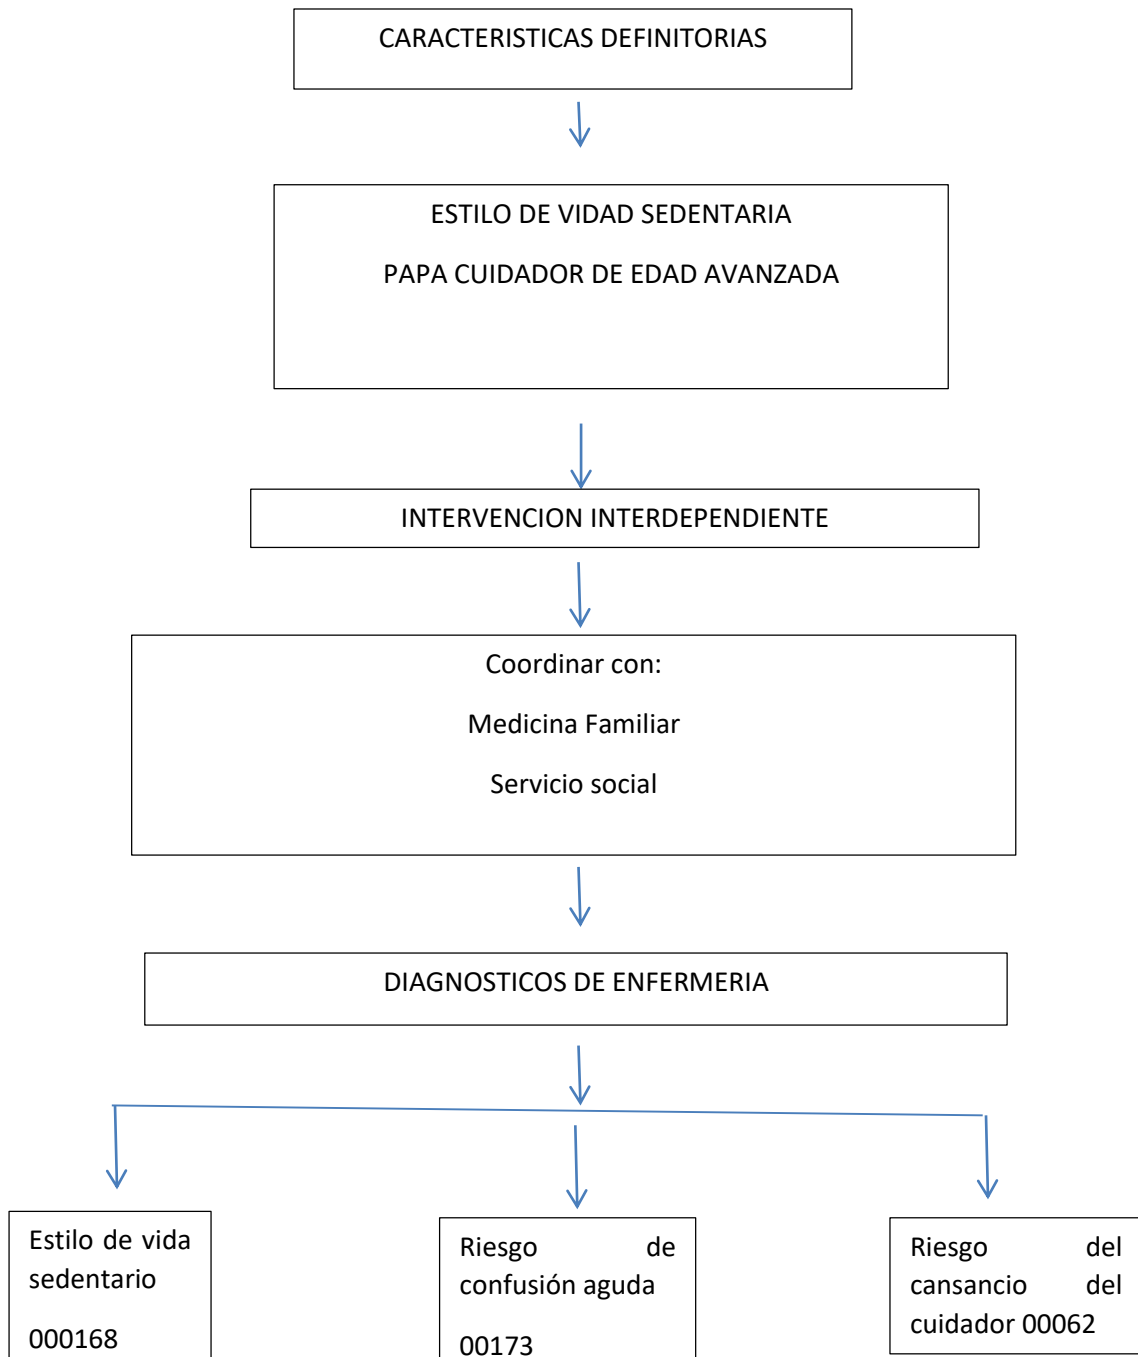 CARACTERISTICAS DEFINITORIAS
ESTILO DE VIDAD SEDENTARIA
PAPA CUIDADOR DE EDAD AVANZADA
INTERVENCION INTERDEPENDIENTE
Coordinar con:
Medicina Familiar
Servicio social
DIAGNOSTICOS DE ENFERMERIA
Estilo de vida
sedentario
000168
Riesgo de
confusión aguda
00173
Riesgo del
cansancio del
cuidador 00062